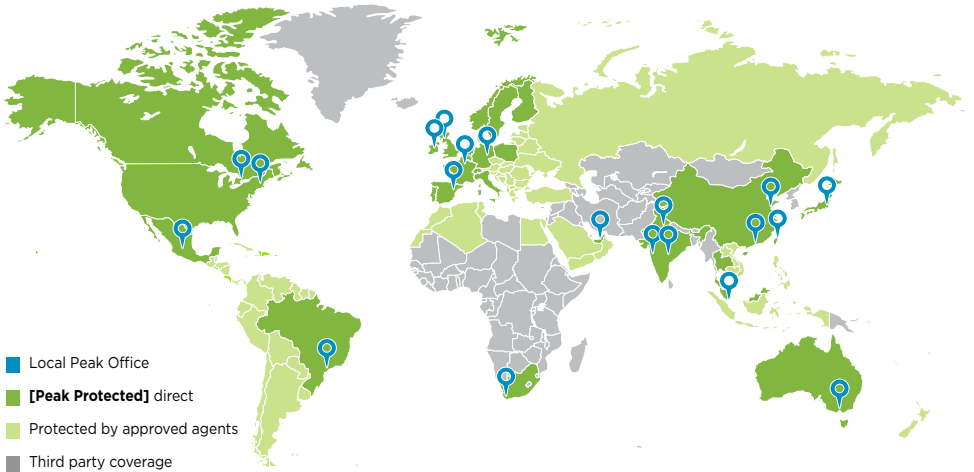 Local Peak Office
[Peak Protected] direct
Protected by approved agents
Third party coverage